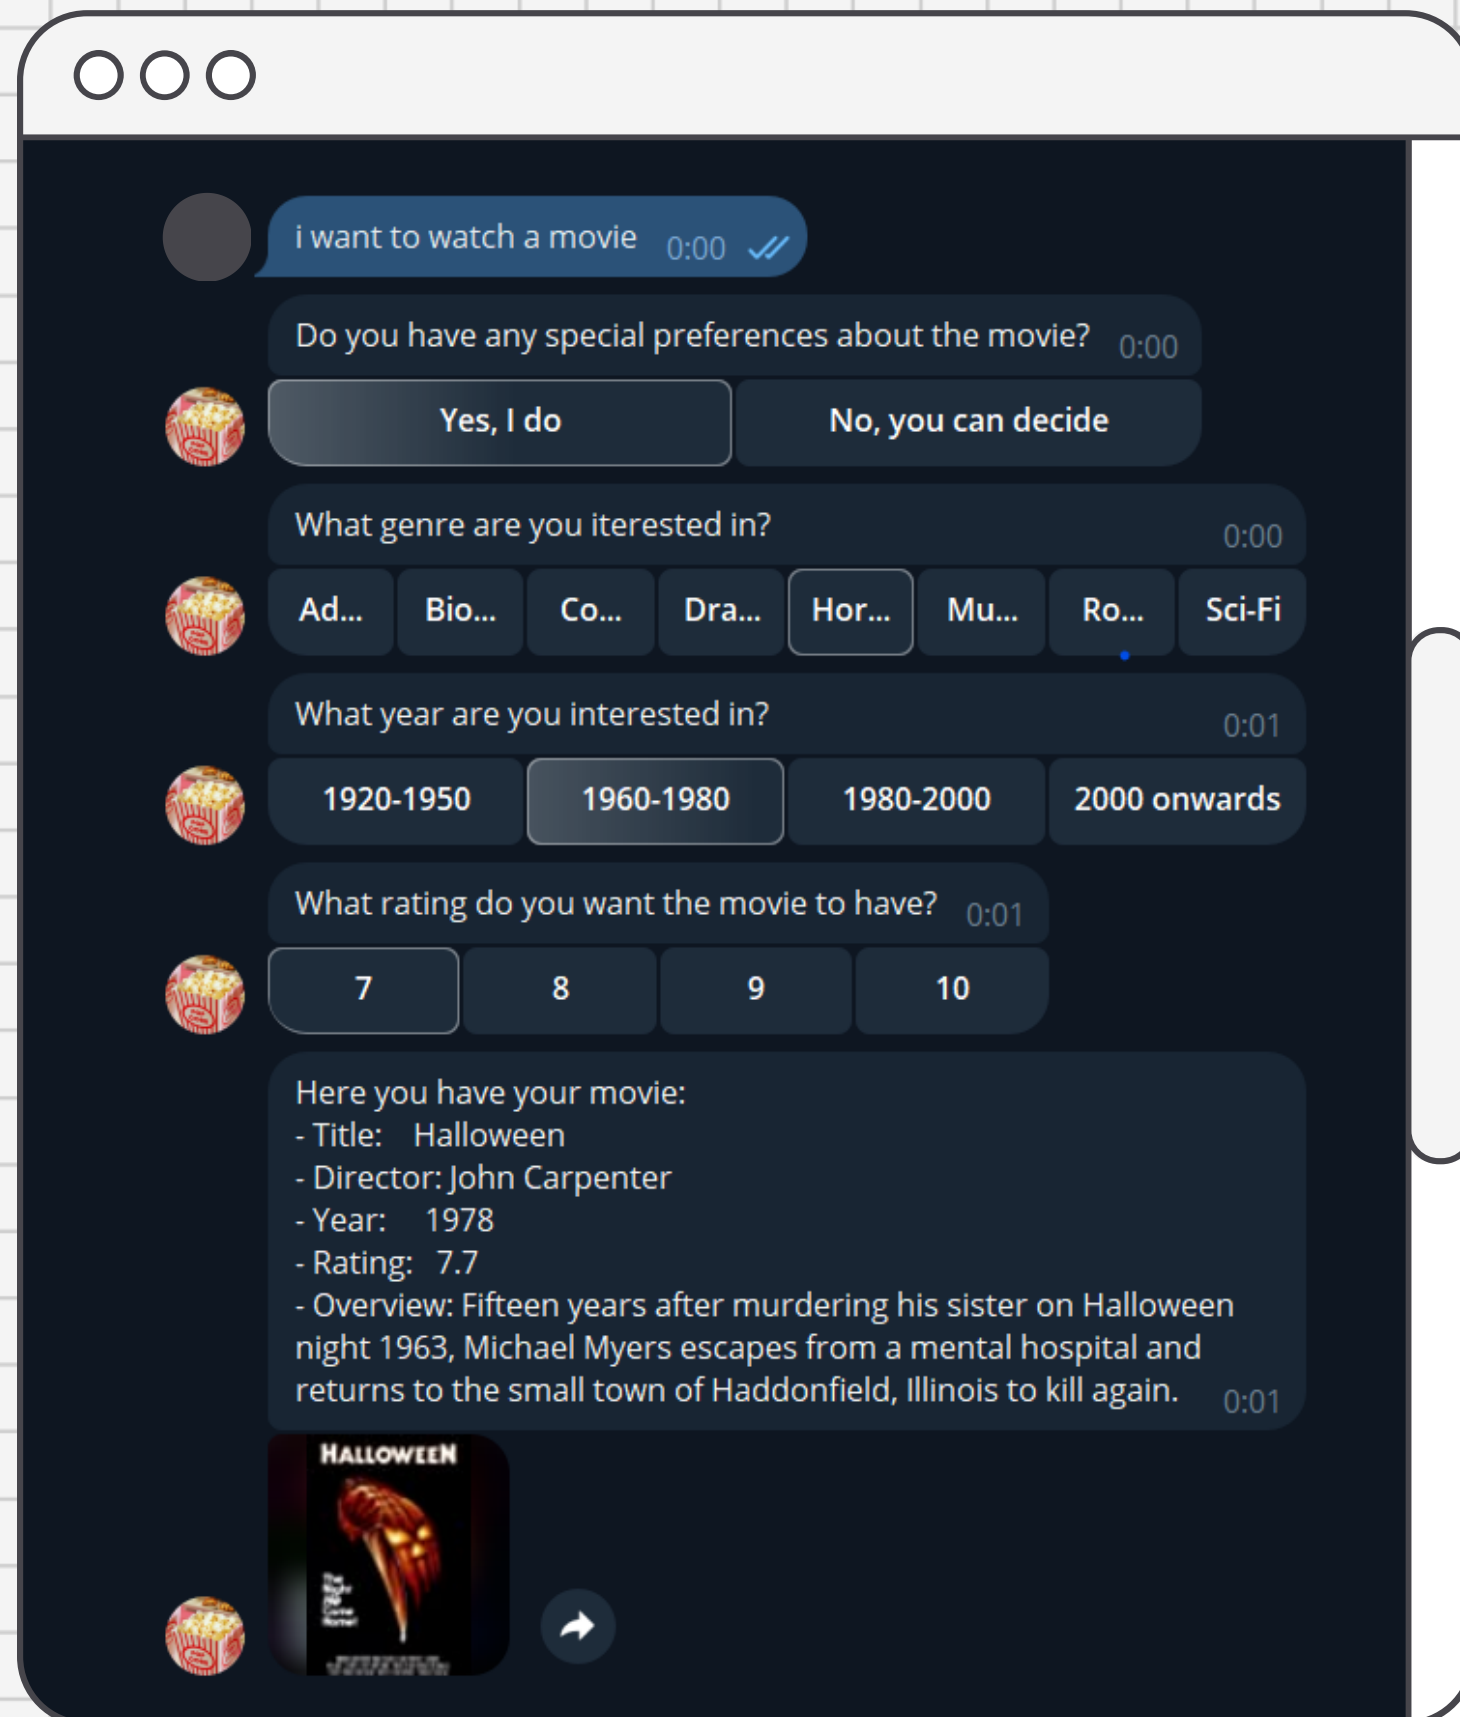 i want to watch a movie 0:00
Do you have any special preferences about the movie? 0:00
Yes, I do No, you can decide
What genre are you iterested in? 0:00
Ad... Bio... Co... Dra... Hor... Mu... Ro... Sci-Fi
What year are you interested in? 0:01
1920-1950 1960-1980 1980-2000 2000 onwards
What rating do you want the movie to have? 0:01
7 8 9 10
Here you have your movie:
- Title: Halloween
- Director: John Carpenter
- Year: 1978
- Rating: 7.7
- Overview: Fifteen years after murdering his sister on Halloween
night 1963, Michael Myers escapes from a mental hospital and
returns to the small town of Haddonfield, Illinois to kill again. 0:01
HALLOWEEN
The
Night
Came
Home!